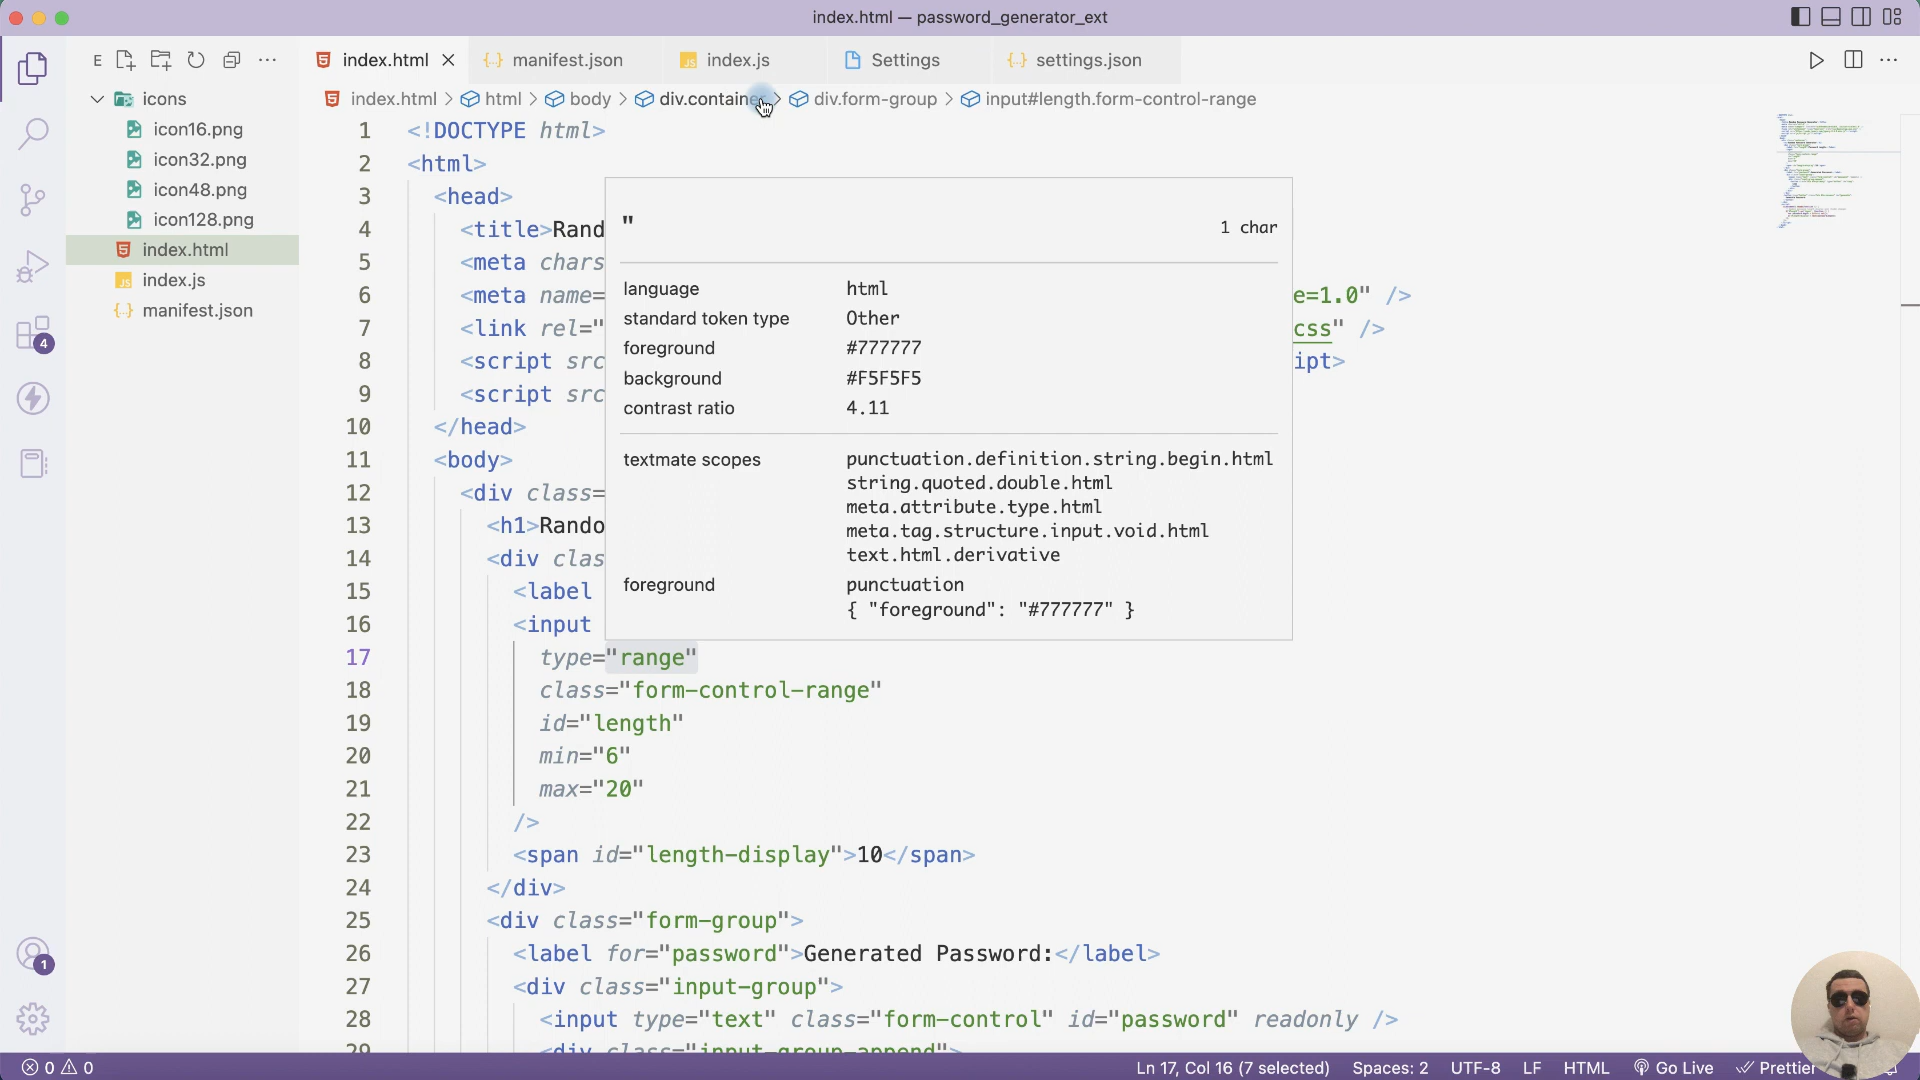 index.html — password_generator_ext
E
index.html
manifest.json
index.js
Settings
settings.json
icons
icon16.png
icon32.png
icon48.png
icon128.png
index.html
index.js
manifest.json
4
1
index.html > html > body > div.container > div.form-group > input#length.form-control-range
1 <!DOCTYPE html>
2 <html>
3 <head>
4 <title>Rand
5 <meta chars
6 <meta name= e=1.0" />
7 <link rel=" css" />
8 <script src ipt>
9 <script src
10 </head>
11 <body>
12 <div class=
13 <h1>Rando
14 <div clas
15 <label
16 <input
17 type="range"
18 class="form-control-range"
19 id="length"
20 min="6"
21 max="20"
22 />
23 <span id="length-display">10</span>
24 </div>
25 <div class="form-group">
26 <label for="password">Generated Password:</label>
27 <div class="input-group">
28 <input type="text" class="form-control" id="password" readonly />
29 <div class="input-group-append">
" 1 char
language html
standard token type Other
foreground #777777
background #F5F5F5
contrast ratio 4.11
textmate scopes punctuation.definition.string.begin.html
string.quoted.double.html
meta.attribute.type.html
meta.tag.structure.input.void.html
text.html.derivative
foreground punctuation
{ "foreground": "#777777" }
0 0
Ln 17, Col 16 (7 selected) Spaces: 2 UTF-8 LF HTML Go Live Prettier